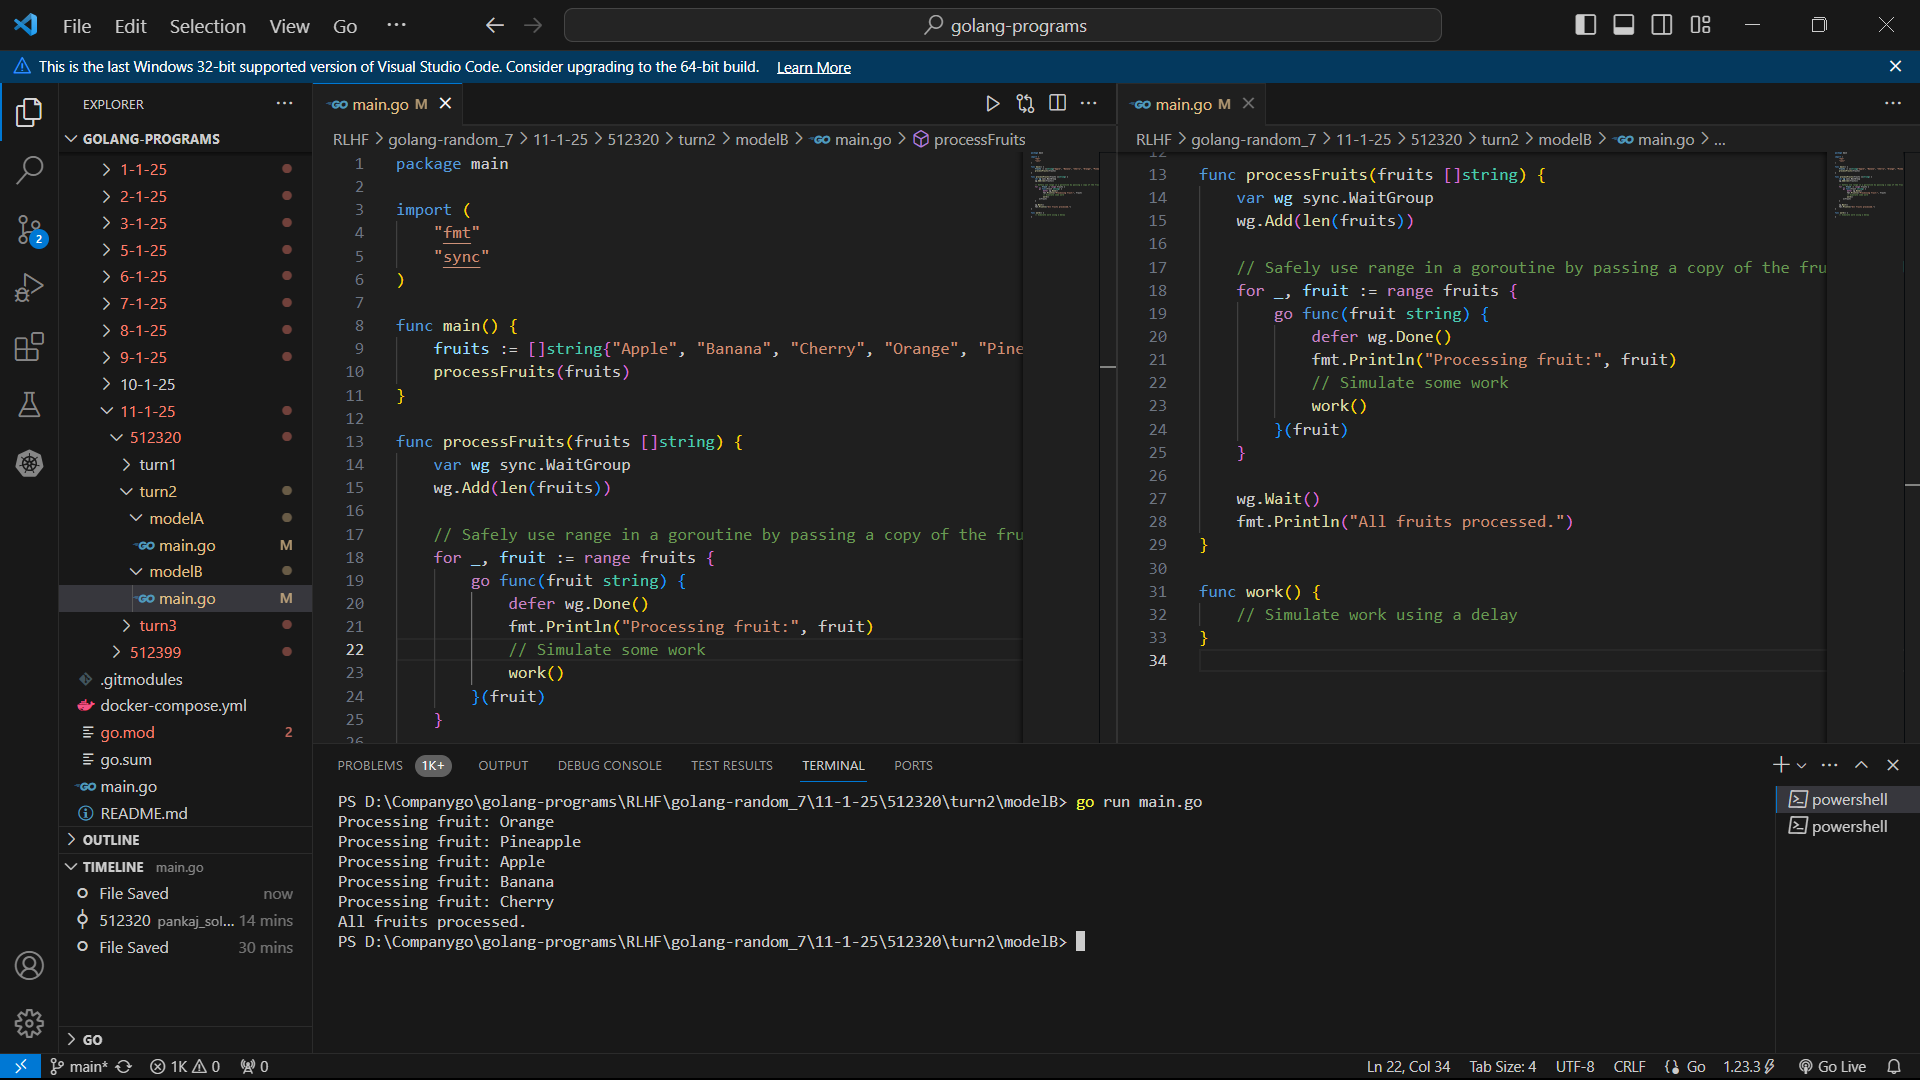 File Edit Selection View Go ···
golang-programs
This is the last Windows 32-bit supported version of Visual Studio Code. Consider upgrading to the 64-bit build. Learn More
EXPLORER ···
GOLANG-PROGRAMS
1-1-25
2-1-25
3-1-25
5-1-25
6-1-25
7-1-25
8-1-25
9-1-25
10-1-25
11-1-25
512320
turn1
turn2
modelA
main.go M
modelB
main.go M
turn3
512399
.gitmodules
docker-compose.yml
go.mod 2
go.sum
main.go
README.md
OUTLINE
TIMELINE main.go
File Saved now
512320 pankaj_sol... 14 mins
File Saved 30 mins
GO
2
main.go M
RLHF > golang-random_7 > 11-1-25 > 512320 > turn2 > modelB > main.go > processFruits
1 package main
2
3 import (
4 "fmt"
5 "sync"
6 )
7
8 func main() {
9 fruits := []string{"Apple", "Banana", "Cherry", "Orange", "Pine
10 processFruits(fruits)
11 }
12
13 func processFruits(fruits []string) {
14 var wg sync.WaitGroup
15 wg.Add(len(fruits))
16
17 // Safely use range in a goroutine by passing a copy of the fru
18 for _, fruit := range fruits {
19 go func(fruit string) {
20 defer wg.Done()
21 fmt.Println("Processing fruit:", fruit)
22 // Simulate some work
23 work()
24 }(fruit)
25 }
26
main.go M
RLHF > golang-random_7 > 11-1-25 > 512320 > turn2 > modelB > main.go > ...
12
13 func processFruits(fruits []string) {
14 var wg sync.WaitGroup
15 wg.Add(len(fruits))
16
17 // Safely use range in a goroutine by passing a copy of the fru
18 for _, fruit := range fruits {
19 go func(fruit string) {
20 defer wg.Done()
21 fmt.Println("Processing fruit:", fruit)
22 // Simulate some work
23 work()
24 }(fruit)
25 }
26
27 wg.Wait()
28 fmt.Println("All fruits processed.")
29 }
30
31 func work() {
32 // Simulate work using a delay
33 }
34
PROBLEMS 1K+ OUTPUT DEBUG CONSOLE TEST RESULTS TERMINAL PORTS
PS D:\Companygo\golang-programs\RLHF\golang-random_7\11-1-25\512320\turn2\modelB> go run main.go
Processing fruit: Orange
Processing fruit: Pineapple
Processing fruit: Apple
Processing fruit: Banana
Processing fruit: Cherry
All fruits processed.
PS D:\Companygo\golang-programs\RLHF\golang-random_7\11-1-25\512320\turn2\modelB>
powershell
powershell
main* 1K 0 0 Ln 22, Col 34 Tab Size: 4 UTF-8 CRLF Go 1.23.3 Go Live